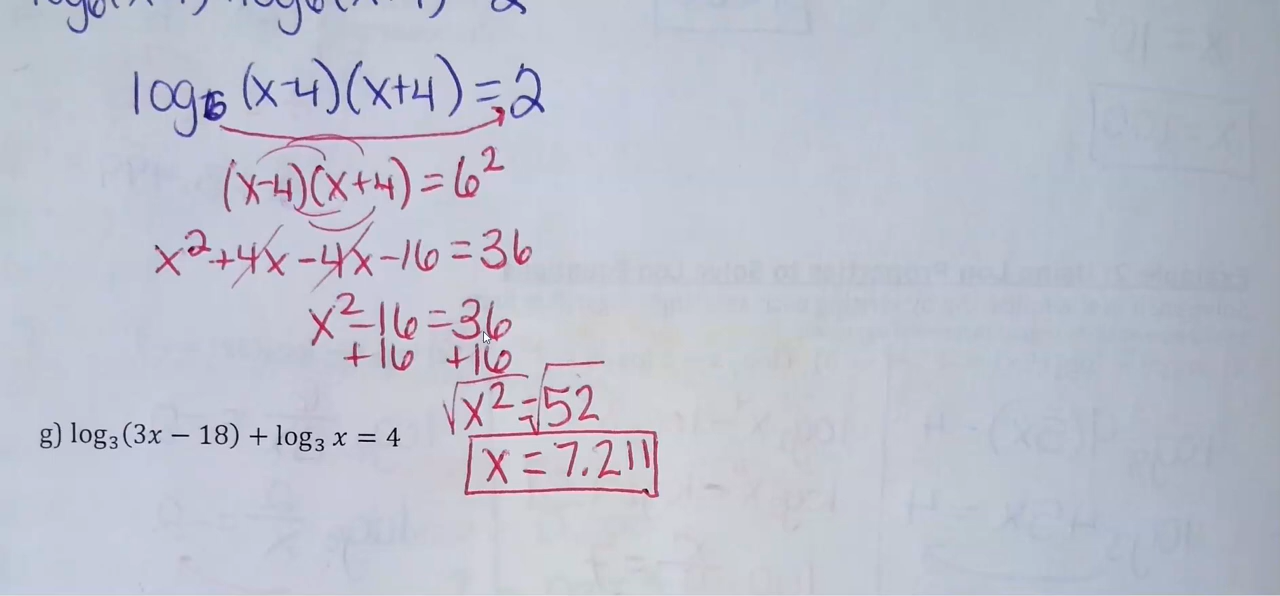 log₆(x-4)(x+4) = 2
(x-4)(x+4) = 6²
x² + 4x - 4x - 16 = 36
x² - 16 = 36
+16 +16
√x² = √52
g) log₃(3x − 18) + log₃ x = 4
x = 7.211